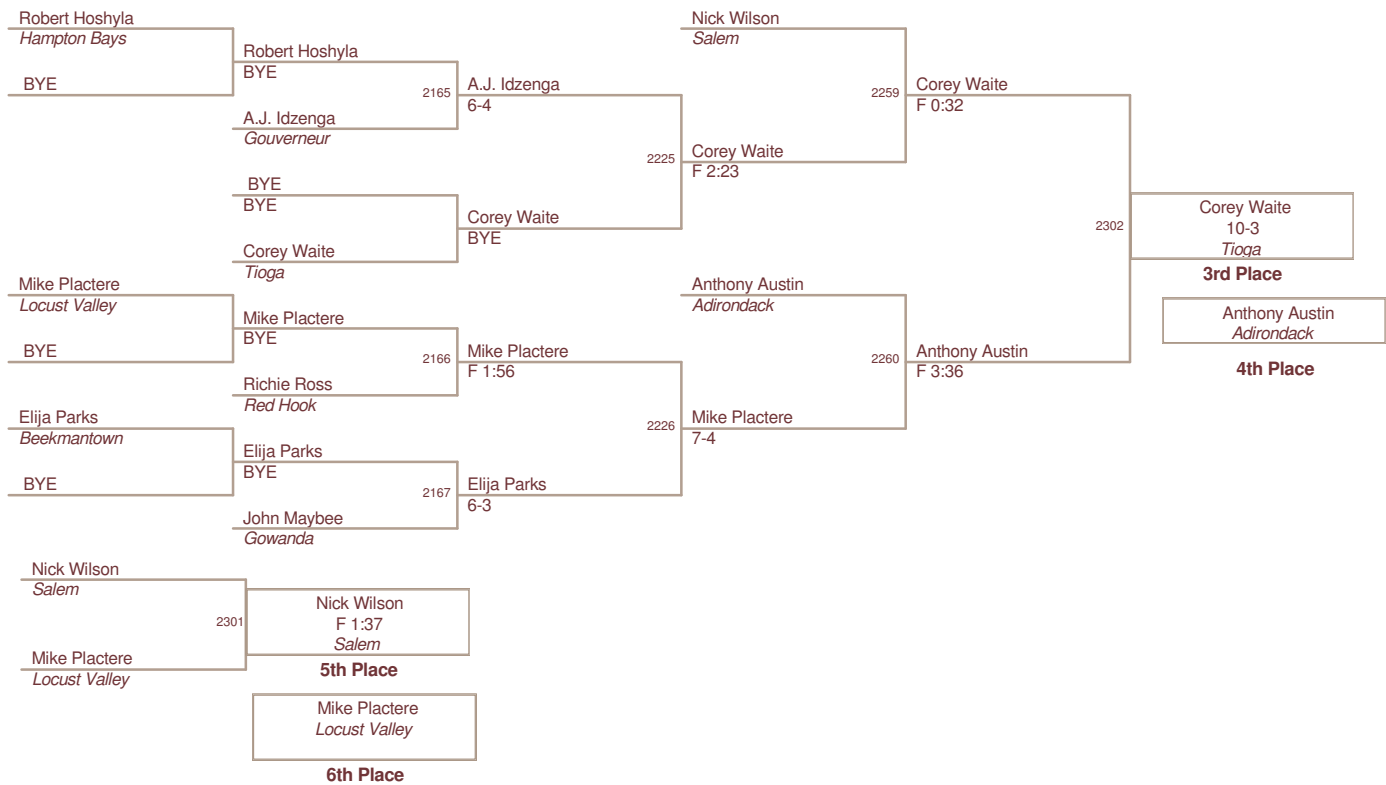 Robert Hoshyla
Hampton Bays
BYE
Robert Hoshyla
BYE
2165
A.J. Idzenga
Gouverneur
A.J. Idzenga
6-4
BYE
BYE
Corey Waite
Tioga
Corey Waite
BYE
2225
Corey Waite
F 2:23
Nick Wilson
Salem
2259
Corey Waite
F 0:32
Mike Plactere
Locust Valley
BYE
Mike Plactere
BYE
2166
Richie Ross
Red Hook
Mike Plactere
F 1:56
Elija Parks
Beekmantown
BYE
Elija Parks
BYE
2167
John Maybee
Gowanda
Elija Parks
6-3
2226
Mike Plactere
7-4
Anthony Austin
Adirondack
2260
Anthony Austin
F 3:36
2302
Corey Waite
10-3
Tioga
3rd Place
Anthony Austin
Adirondack
4th Place
Nick Wilson
Salem
2301
Mike Plactere
Locust Valley
Nick Wilson
F 1:37
Salem
5th Place
Mike Plactere
Locust Valley
6th Place